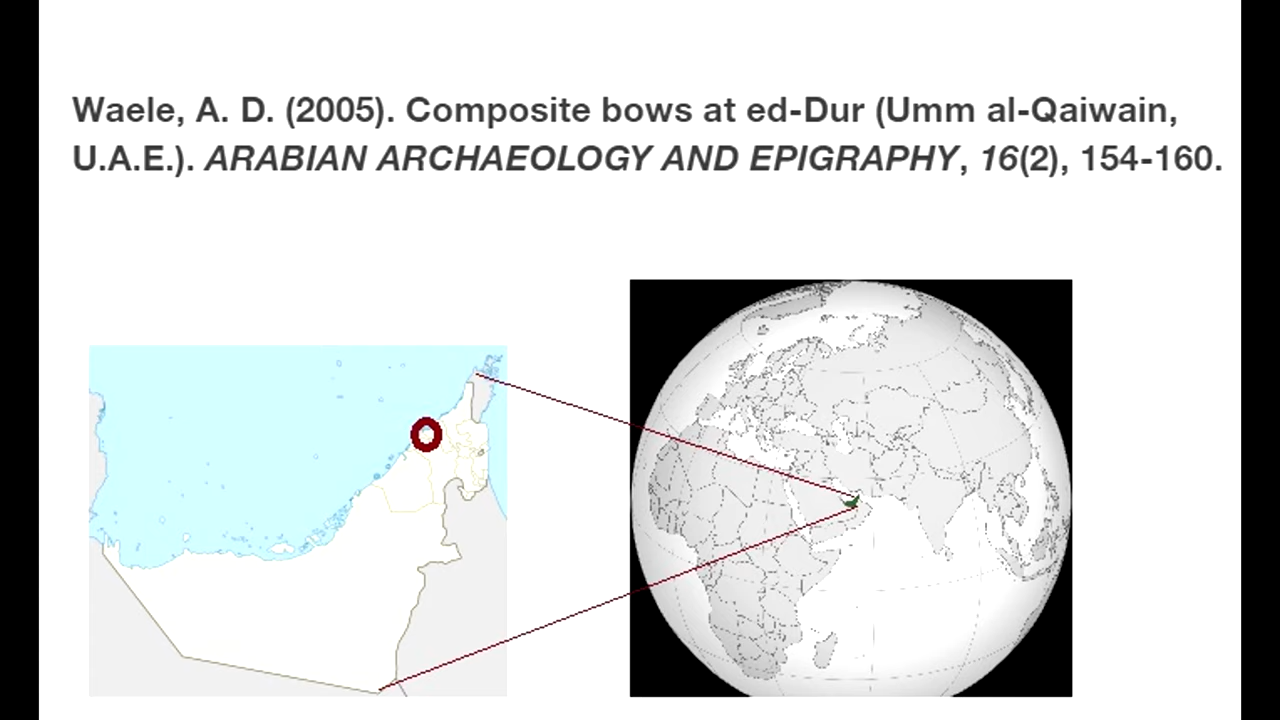 Waele, A. D. (2005). Composite bows at ed-Dur (Umm al-Qaiwain,
U.A.E.). ARABIAN ARCHAEOLOGY AND EPIGRAPHY, 16(2), 154-160.